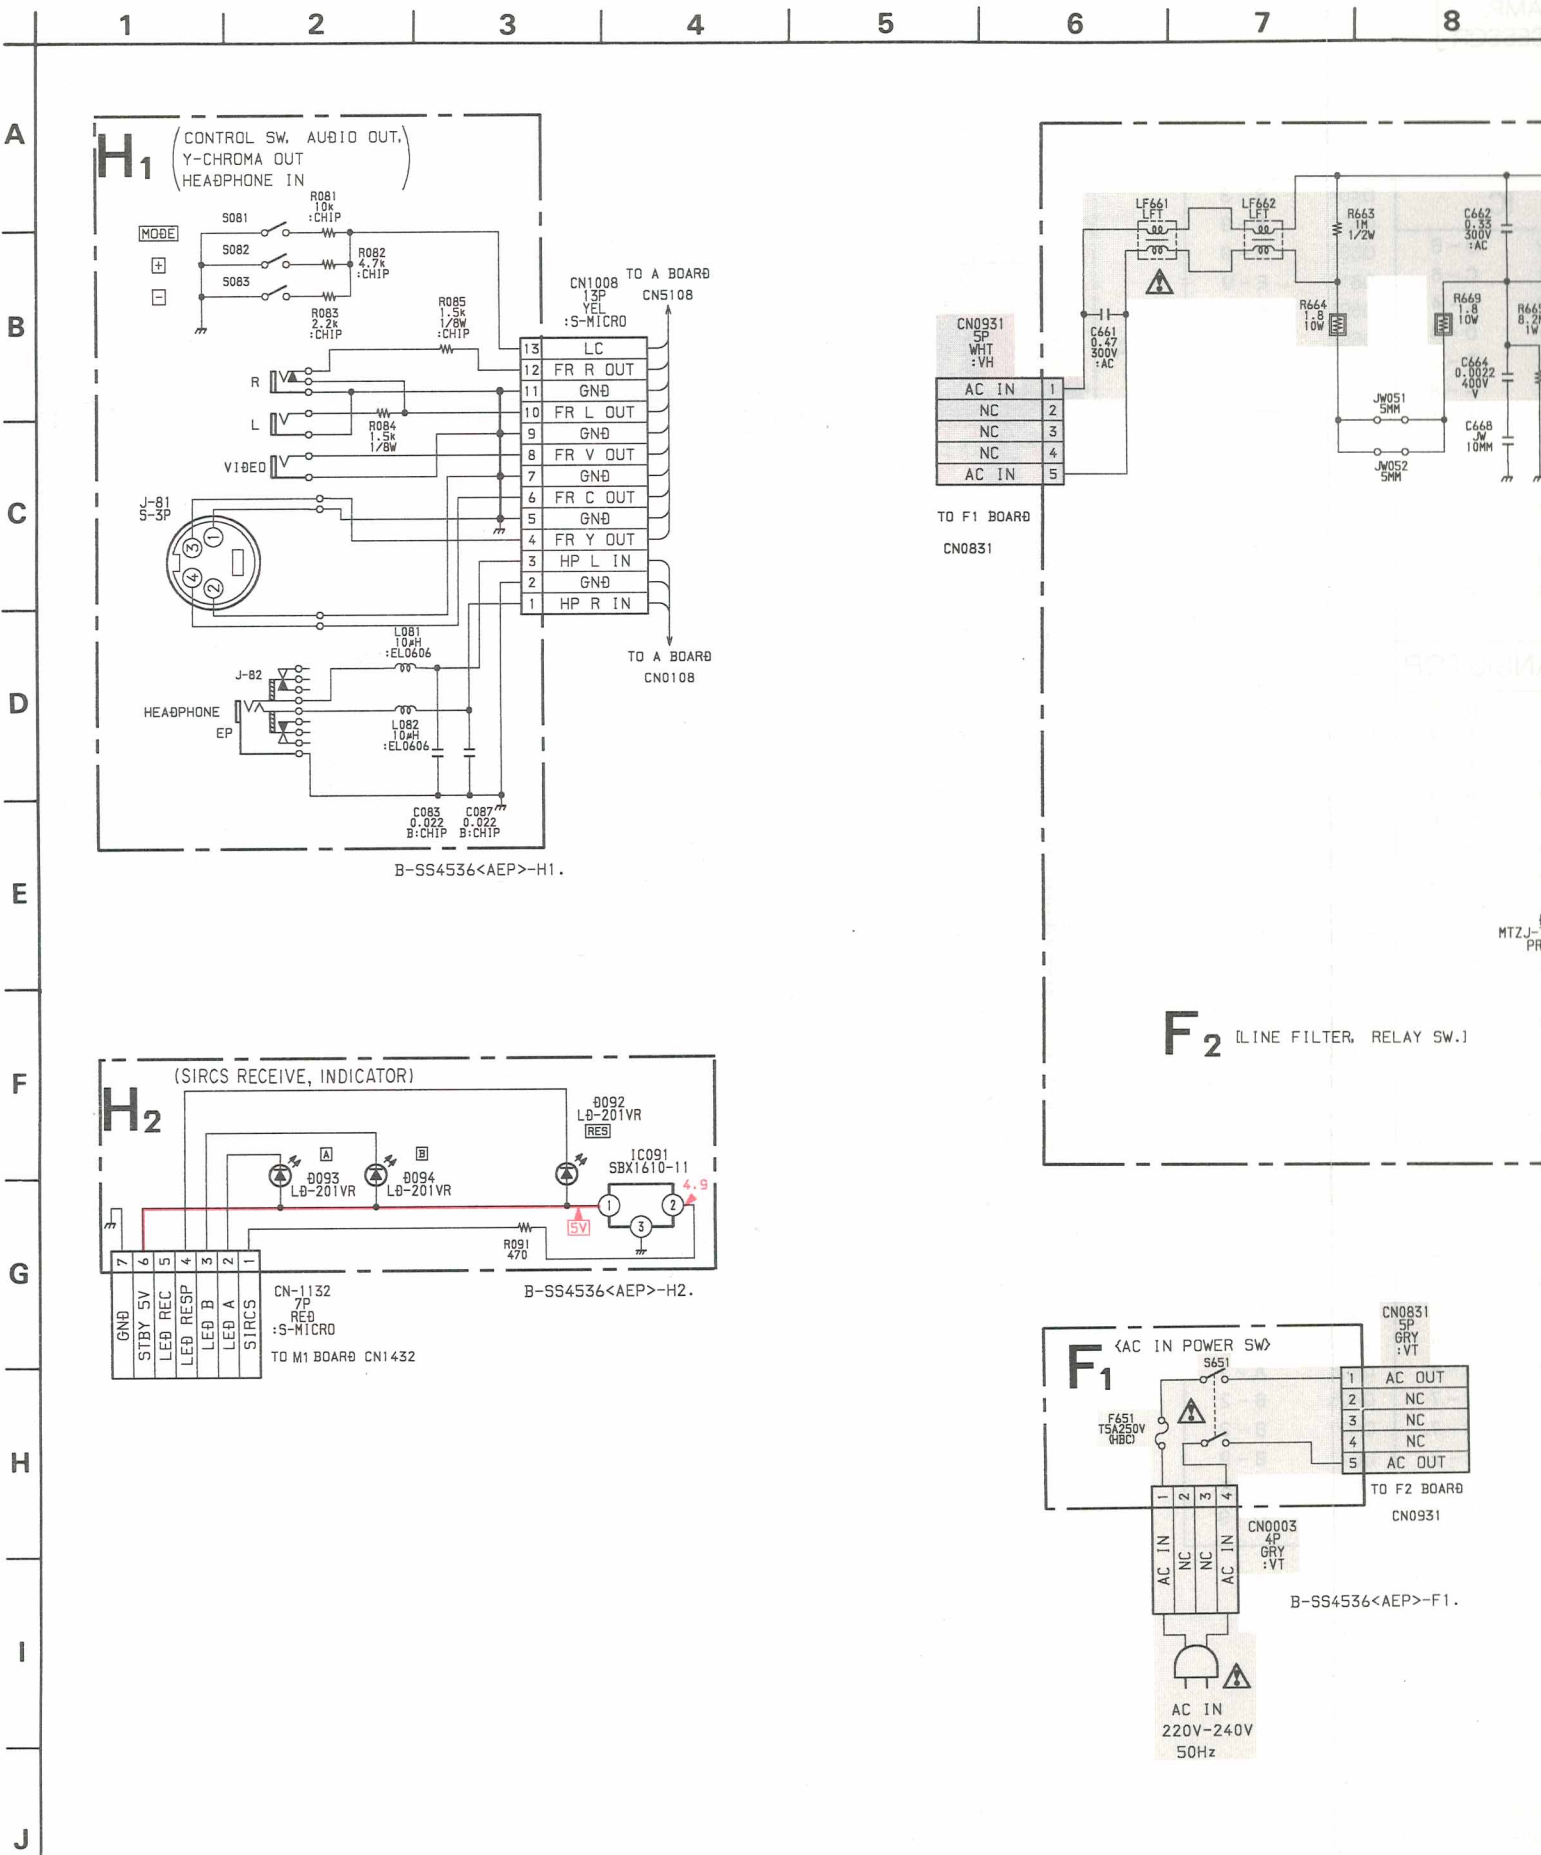 1 2 3 4 5 6 7 8
A
B
C
D
E
F
G
H
I
J
H1
(CONTROL SW, AUDIO OUT,
Y-CHROMA OUT
HEADPHONE IN)
MODE
+
-
S081
S082
S083
R081
10k
:CHIP
R082
4.7k
:CHIP
R083
2.2k
:CHIP
R085
1.5k
1/8W
:CHIP
R
L
R084
1.5k
1/8W
VIDEO
J-81
S-3P
1
3
4
2
CN1008
13P
YEL
:S-MICRO
TO A BOARD
CN5108
13 LC
12 FR R OUT
11 GND
10 FR L OUT
9 GND
8 FR V OUT
7 GND
6 FR C OUT
5 GND
4 FR Y OUT
3 HP L IN
2 GND
1 HP R IN
TO A BOARD
CN0108
L081
10μH
:EL0606
J-82
HEADPHONE
EP
L082
10μH
:EL0606
C083
0.022
B:CHIP
C087
0.022
B:CHIP
B-SS4536<AEP>-H1.
CN0931
5P
WHT
:VH
AC IN 1
NC 2
NC 3
NC 4
AC IN 5
TO F1 BOARD
CN0831
LF661
LFT
LF662
LFT
C661
0.47
300V
:AC
R663
1M
1/2W
R664
1.8
10W
C662
0.33
300V
:AC
R669
1.8
10W
C664
0.0022
400V
V
JW051
5MM
JW052
5MM
C668
JW
10MM
MTZJ-
F2 [LINE FILTER, RELAY SW.]
H2
(SIRCS RECEIVE, INDICATOR)
D092
LD-201VR
RES
A
D093
LD-201VR
B
D094
LD-201VR
IC091
SBX1610-11
4.9
1
2
3
5V
R091
470
7 6 5 4 3 2 1
GND
STBY 5V
LED REC
LED RESP
LED B
LED A
SIRCS
CN-1132
7P
RED
:S-MICRO
TO M1 BOARD CN1432
B-SS4536<AEP>-H2.
F1
<AC IN POWER SW>
S651
F651
T5A250V
(HBC)
CN0831
5P
GRY
:VT
1 AC OUT
2 NC
3 NC
4 NC
5 AC OUT
TO F2 BOARD
CN0931
1 2 3 4
AC IN
NC
NC
AC IN
CN0003
4P
GRY
:VT
B-SS4536<AEP>-F1.
AC IN
220V-240V
50Hz